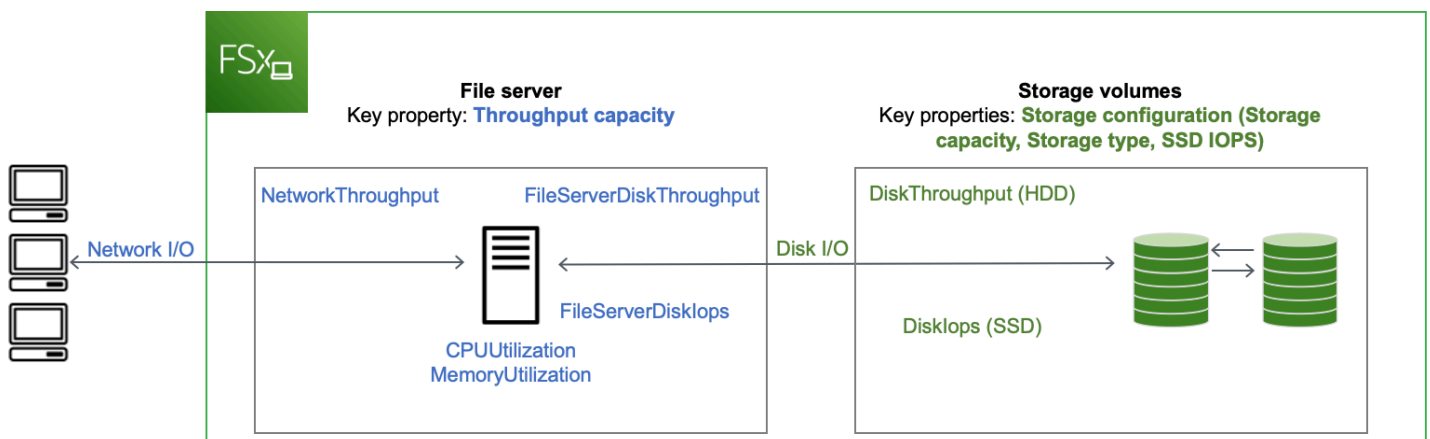 FSx
File server
Key property: Throughput capacity
Storage volumes
Key properties: Storage configuration (Storage
capacity, Storage type, SSD IOPS)
NetworkThroughput
FileServerDiskThroughput
DiskThroughput (HDD)
Network I/O
Disk I/O
FileServerDiskIops
DiskIops (SSD)
CPUUtilization
MemoryUtilization